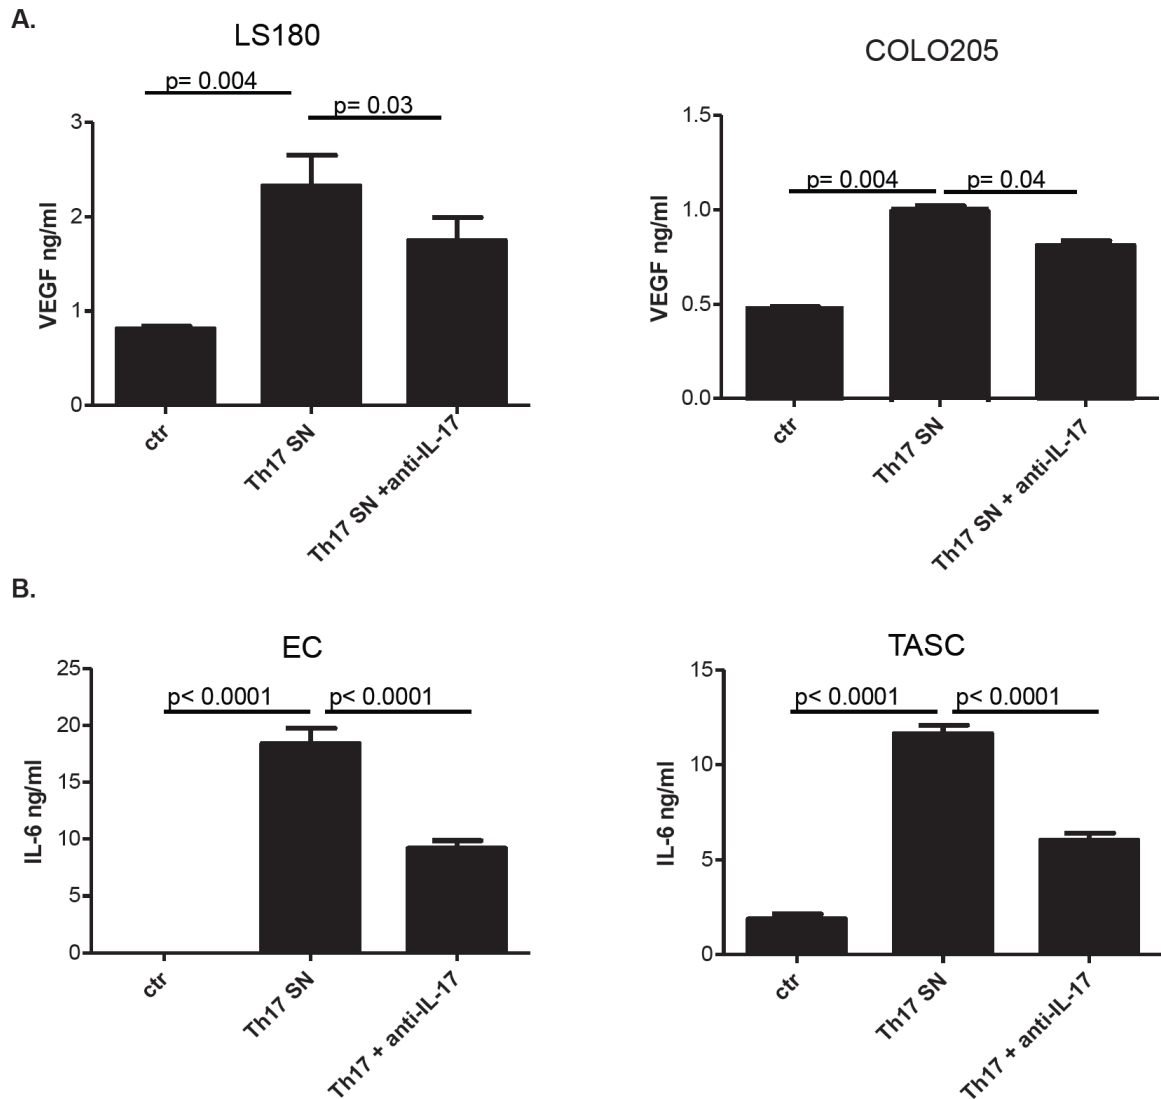 A.
LS180
p= 0.004
p= 0.03
VEGF ng/ml
3
2
1
0
ctr
Th17 SN
Th17 SN +anti-IL-17
COLO205
p= 0.004
p= 0.04
VEGF ng/ml
1.5
1.0
0.5
0.0
ctr
Th17 SN
Th17 SN + anti-IL-17
B.
EC
p< 0.0001
p< 0.0001
IL-6 ng/ml
25
20
15
10
5
0
ctr
Th17 SN
Th17 + anti-IL-17
TASC
p< 0.0001
p< 0.0001
IL-6 ng/ml
15
10
5
0
ctr
Th17 SN
Th17 + anti-IL-17